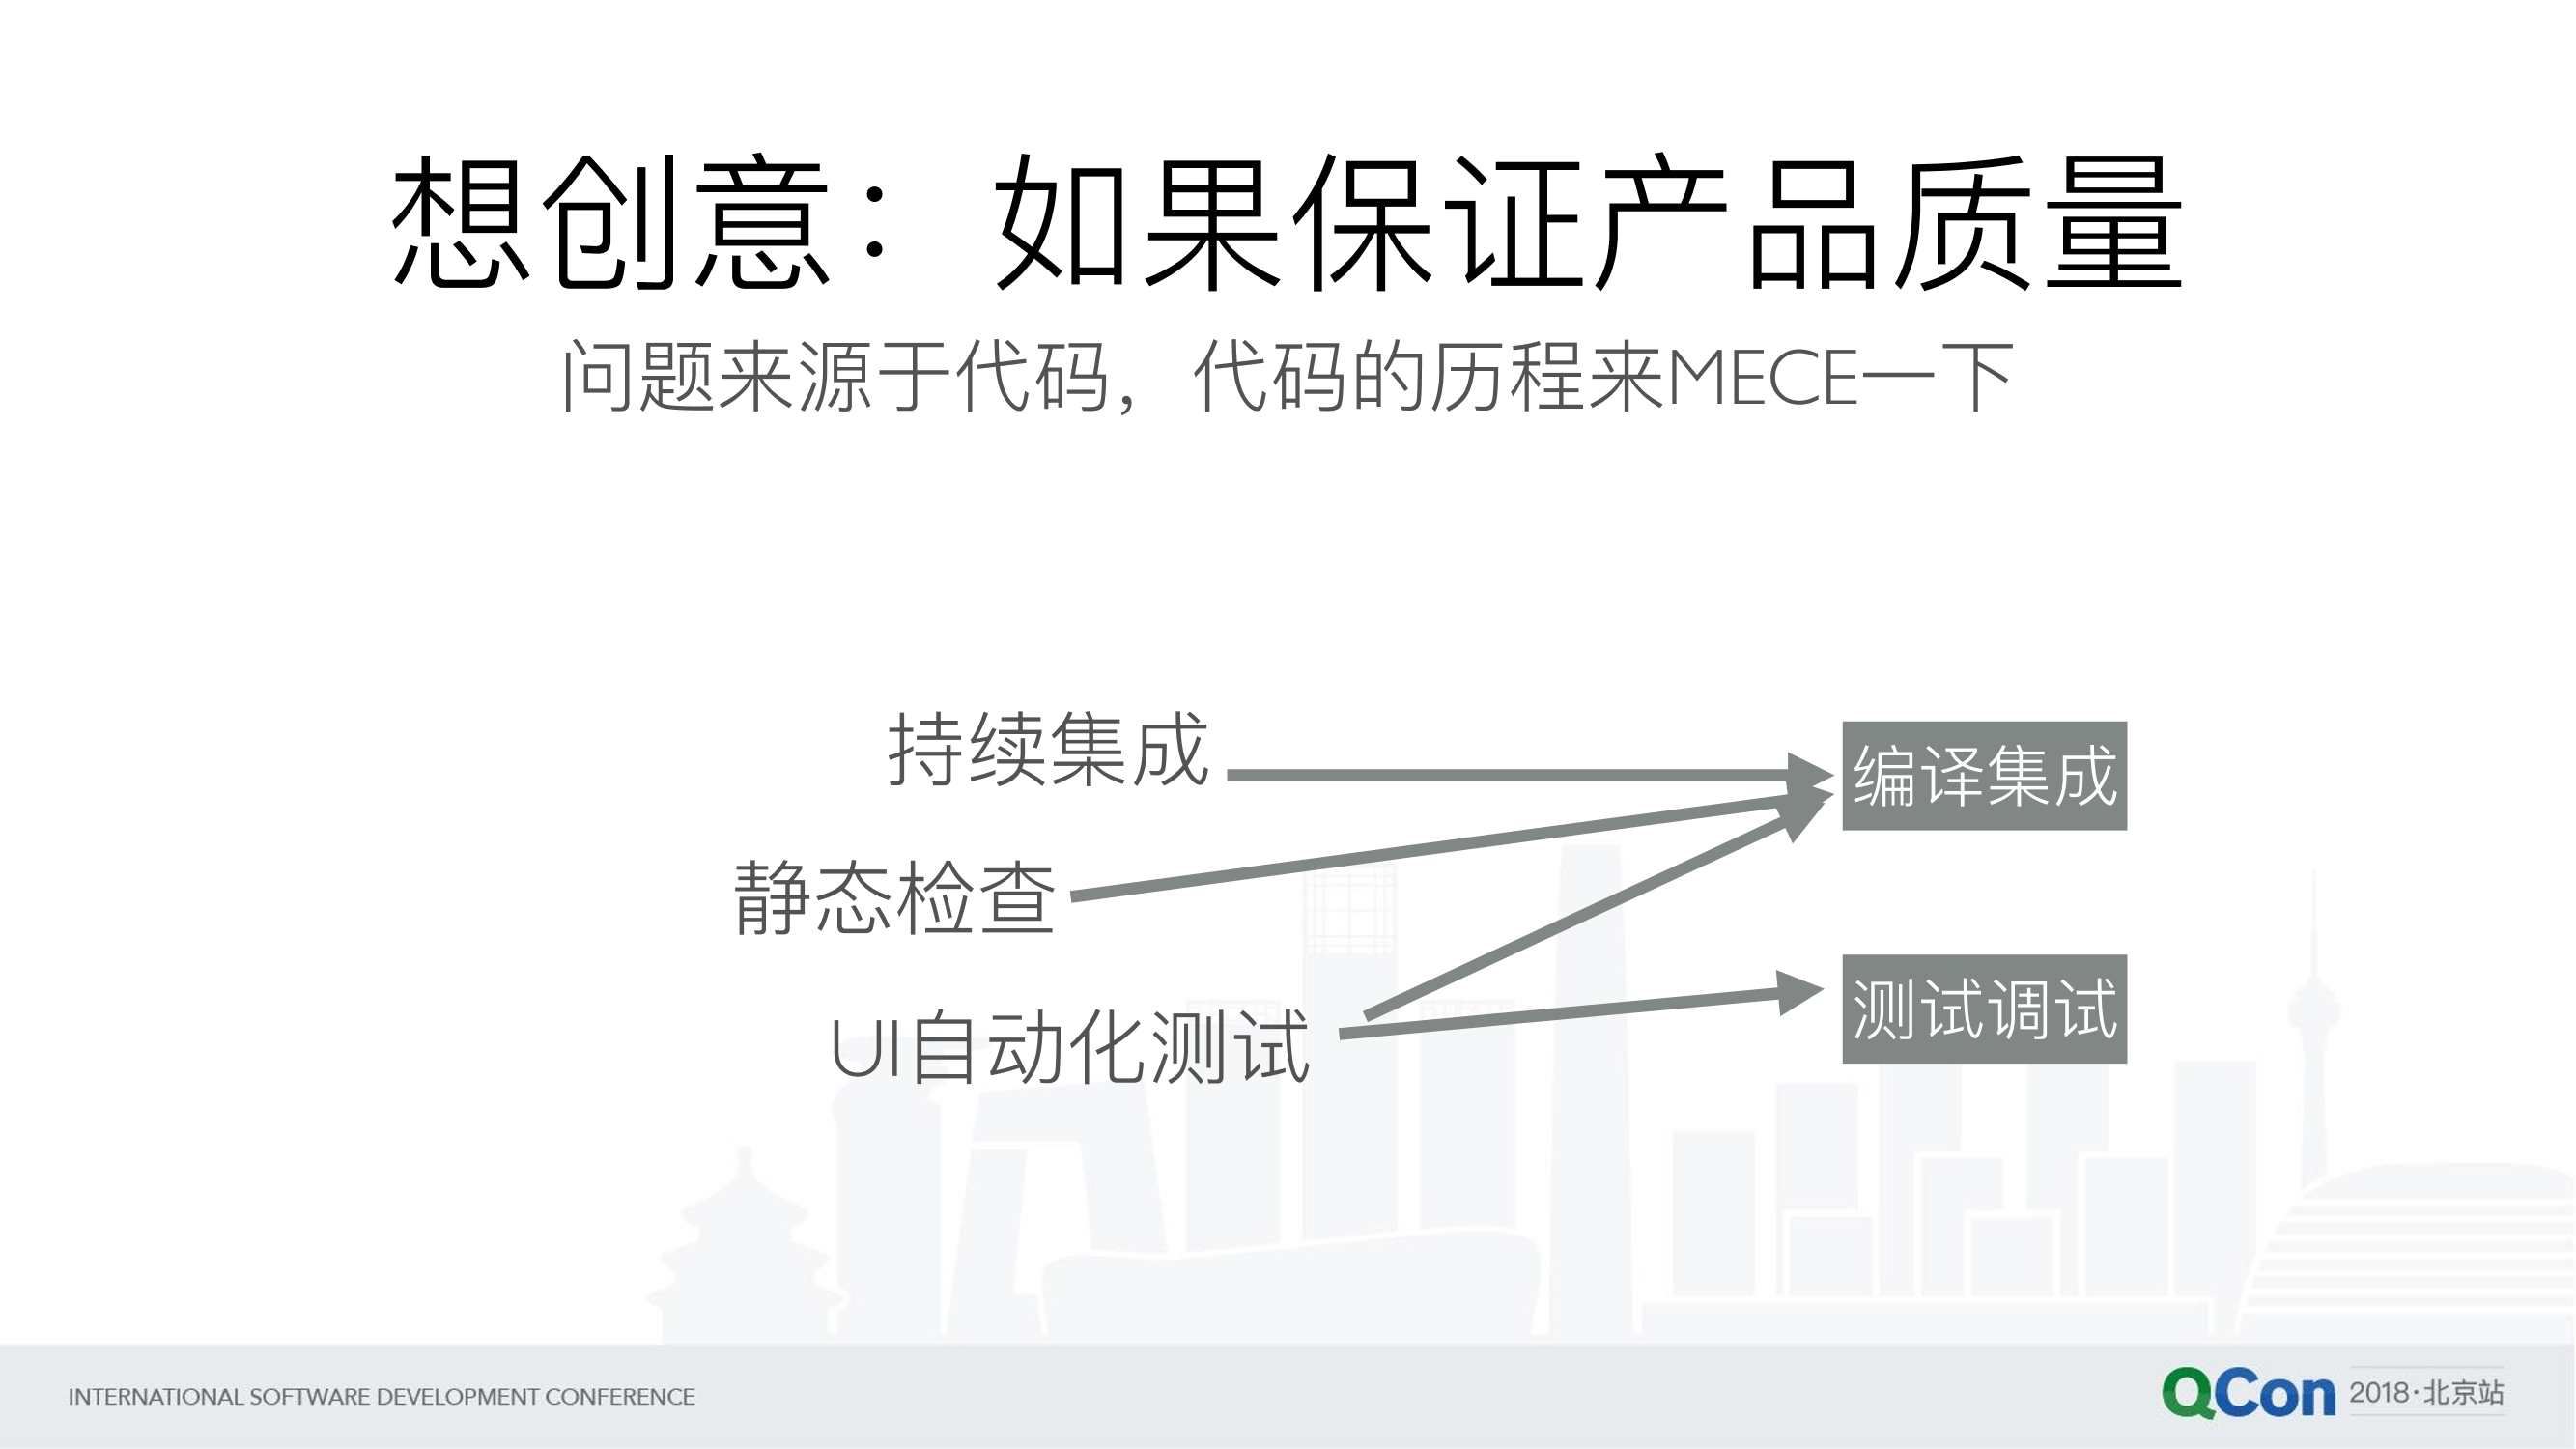 想创意：如果保证产品质量
问题来源于代码，代码的历程来MECE一下
持续集成
编译集成
静态检查
测试调试
UI自动化测试
INTERNATIONAL SOFTWARE DEVELOPMENT CONFERENCE
QCon 2018·北京站